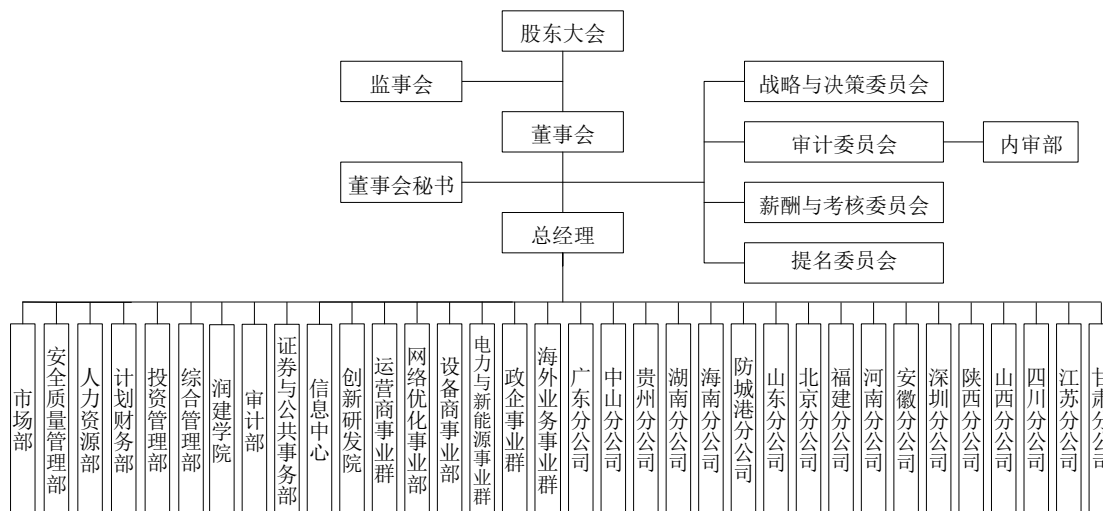 股东大会
监事会
战略与决策委员会
董事会
审计委员会
内审部
董事会秘书
薪酬与考核委员会
总经理
提名委员会
市场部
安全质量管理部
人力资源部
计划财务部
投资管理部
综合管理部
润建学院
审计部
证券与公共事务部
信息中心
创新研发院
运营商事业群
网络优化事业部
设备商事业部
电力与新能源事业群
政企事业群
海外业务事业群
广东分公司
中山分公司
贵州分公司
湖南分公司
海南分公司
防城港分公司
山东分公司
北京分公司
福建分公司
河南分公司
安徽分公司
深圳分公司
陕西分公司
山西分公司
四川分公司
江苏分公司
甘肃分公司